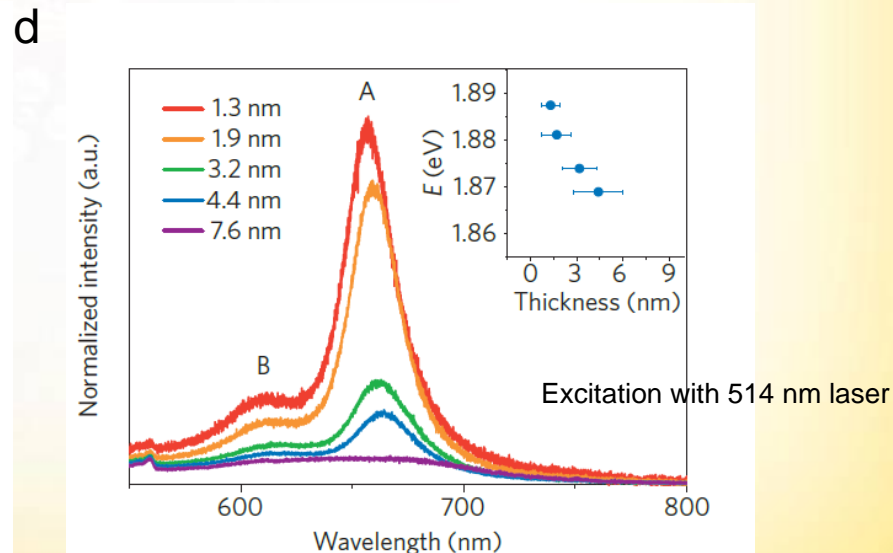 d
Normalized intensity (a.u.)
1.3 nm
1.9 nm
3.2 nm
4.4 nm
7.6 nm
A
B
E (eV)
1.89
1.88
1.87
1.86
0 3 6 9
Thickness (nm)
Excitation with 514 nm laser
600 700 800
Wavelength (nm)